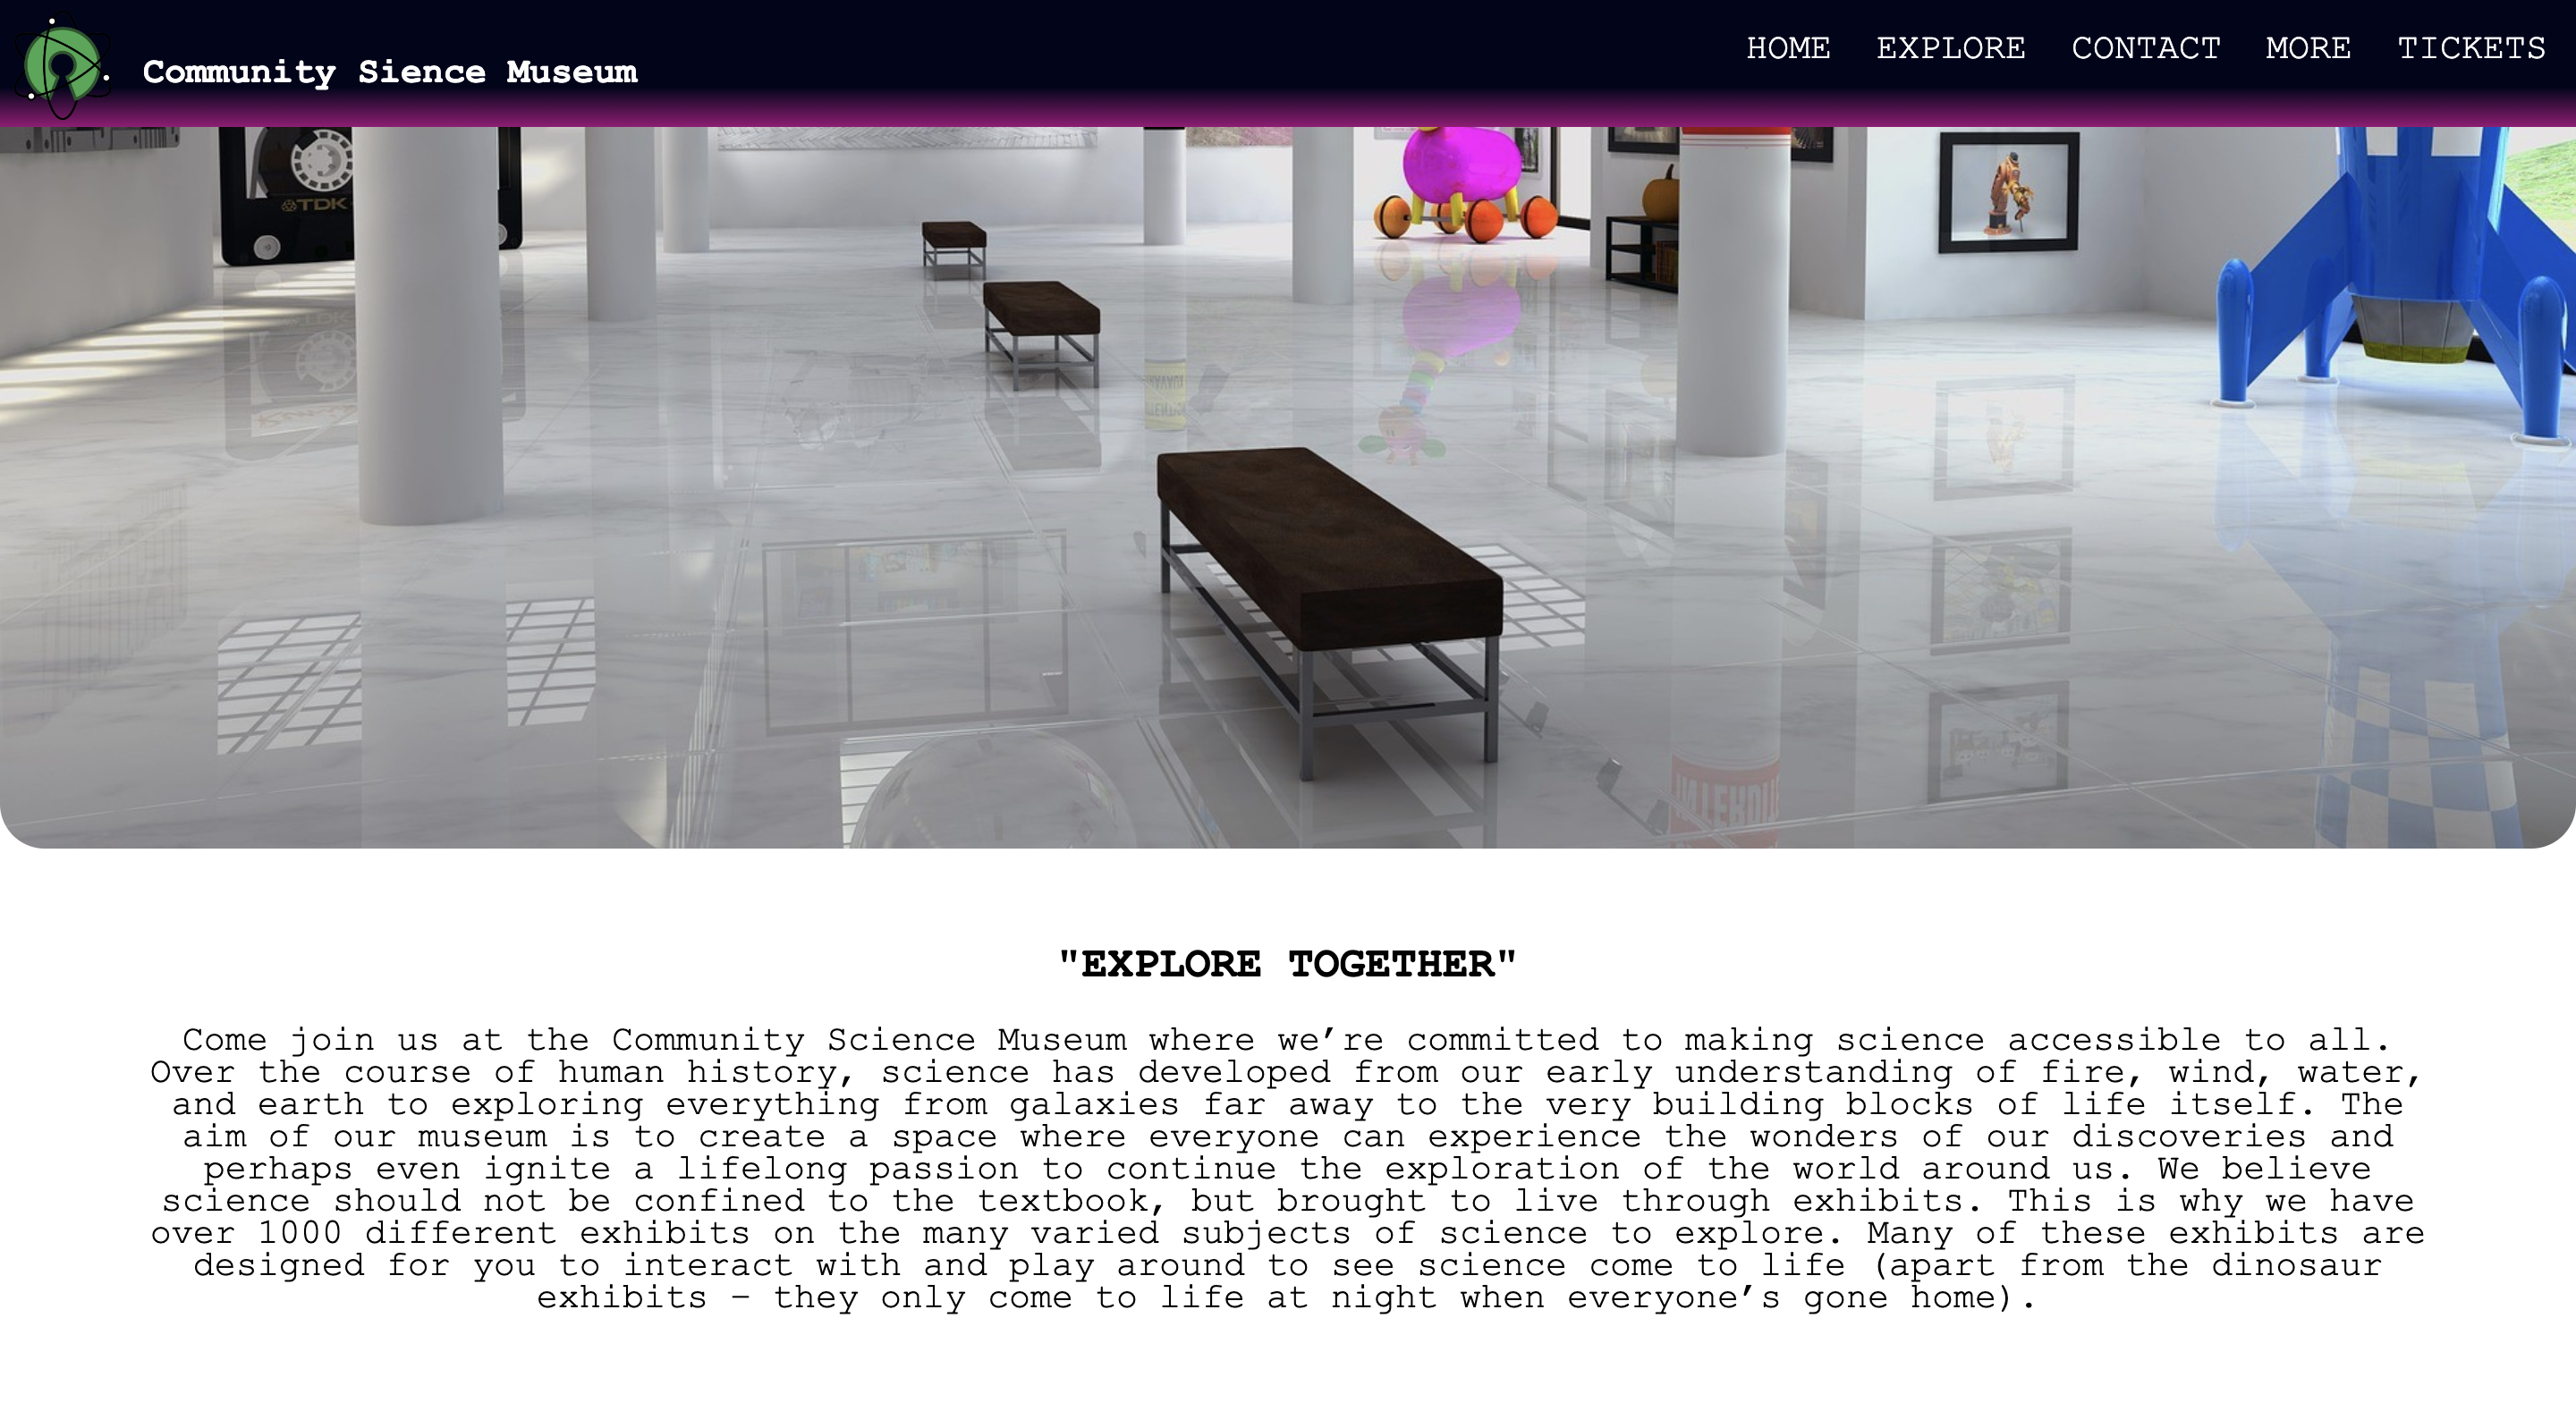 Community Sience Museum
HOME EXPLORE CONTACT MORE TICKETS
TDK
"EXPLORE TOGETHER"
Come join us at the Community Science Museum where we’re committed to making science accessible to all.
Over the course of human history, science has developed from our early understanding of fire, wind, water,
and earth to exploring everything from galaxies far away to the very building blocks of life itself. The
aim of our museum is to create a space where everyone can experience the wonders of our discoveries and
perhaps even ignite a lifelong passion to continue the exploration of the world around us. We believe
science should not be confined to the textbook, but brought to live through exhibits. This is why we have
over 1000 different exhibits on the many varied subjects of science to explore. Many of these exhibits are
designed for you to interact with and play around to see science come to life (apart from the dinosaur
exhibits – they only come to life at night when everyone’s gone home).